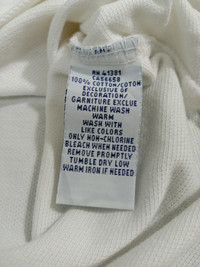 RN 41381
CA56858
100% COTTON/COTON
EXCLUSIVE OF
DECORATION/
GARNITURE EXCLUE
MACHINE WASH
WARM
WASH WITH
LIKE COLORS
ONLY NON-CHLORINE
BLEACH WHEN NEEDED
REMOVE PROMPTLY
TUMBLE DRY LOW
WARM IRON IF NEEDED